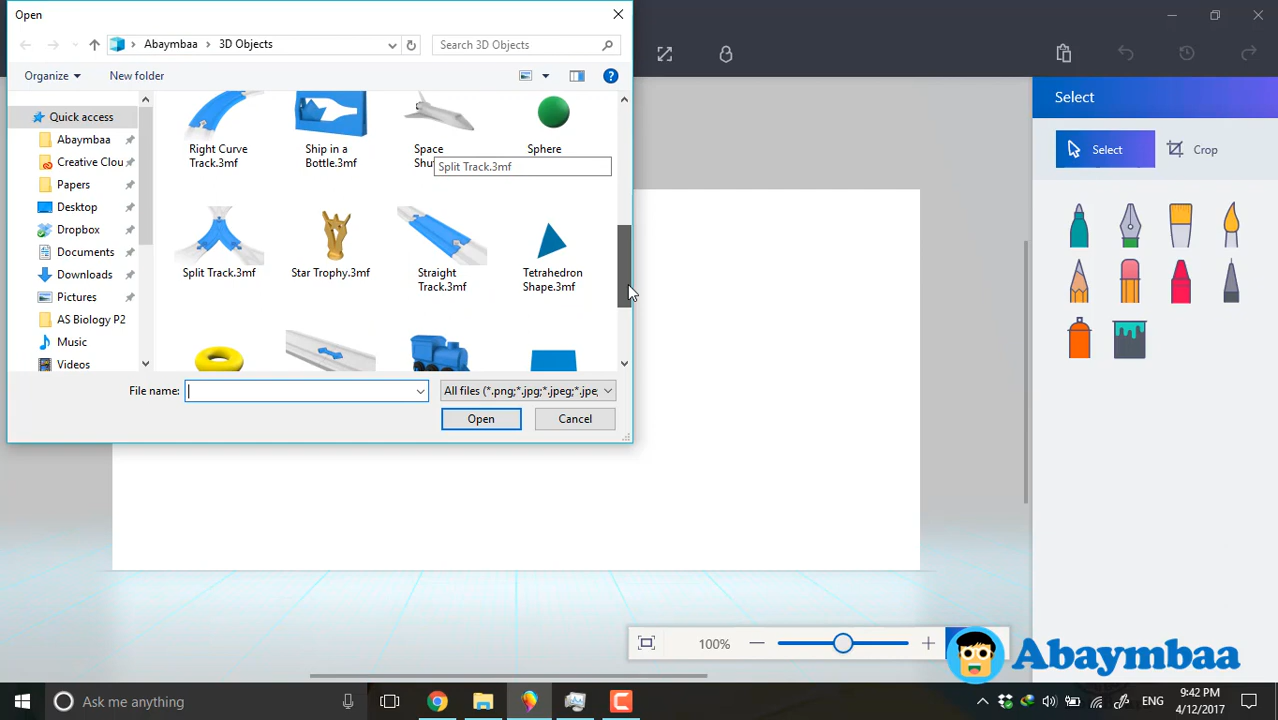 Open
Abaymbaa
3D Objects
Search 3D Objects
Organize
New folder
Quick access
Abaymbaa
Creative Clou
Papers
Desktop
Dropbox
Documents
Downloads
Pictures
AS Biology P2
Music
Videos
Right Curve
Track.3mf
Ship in a
Bottle.3mf
Space
Shu
Sphere
Split Track.3mf
Split Track.3mf
Star Trophy.3mf
Straight
Track.3mf
Tetrahedron
Shape.3mf
File name:
All files (*.png;*.jpg;*.jpeg;*.jpe,
Open
Cancel
Select
Select
Crop
100%
Abaymbaa
Ask me anything
ENG
9:42 PM
4/12/2017